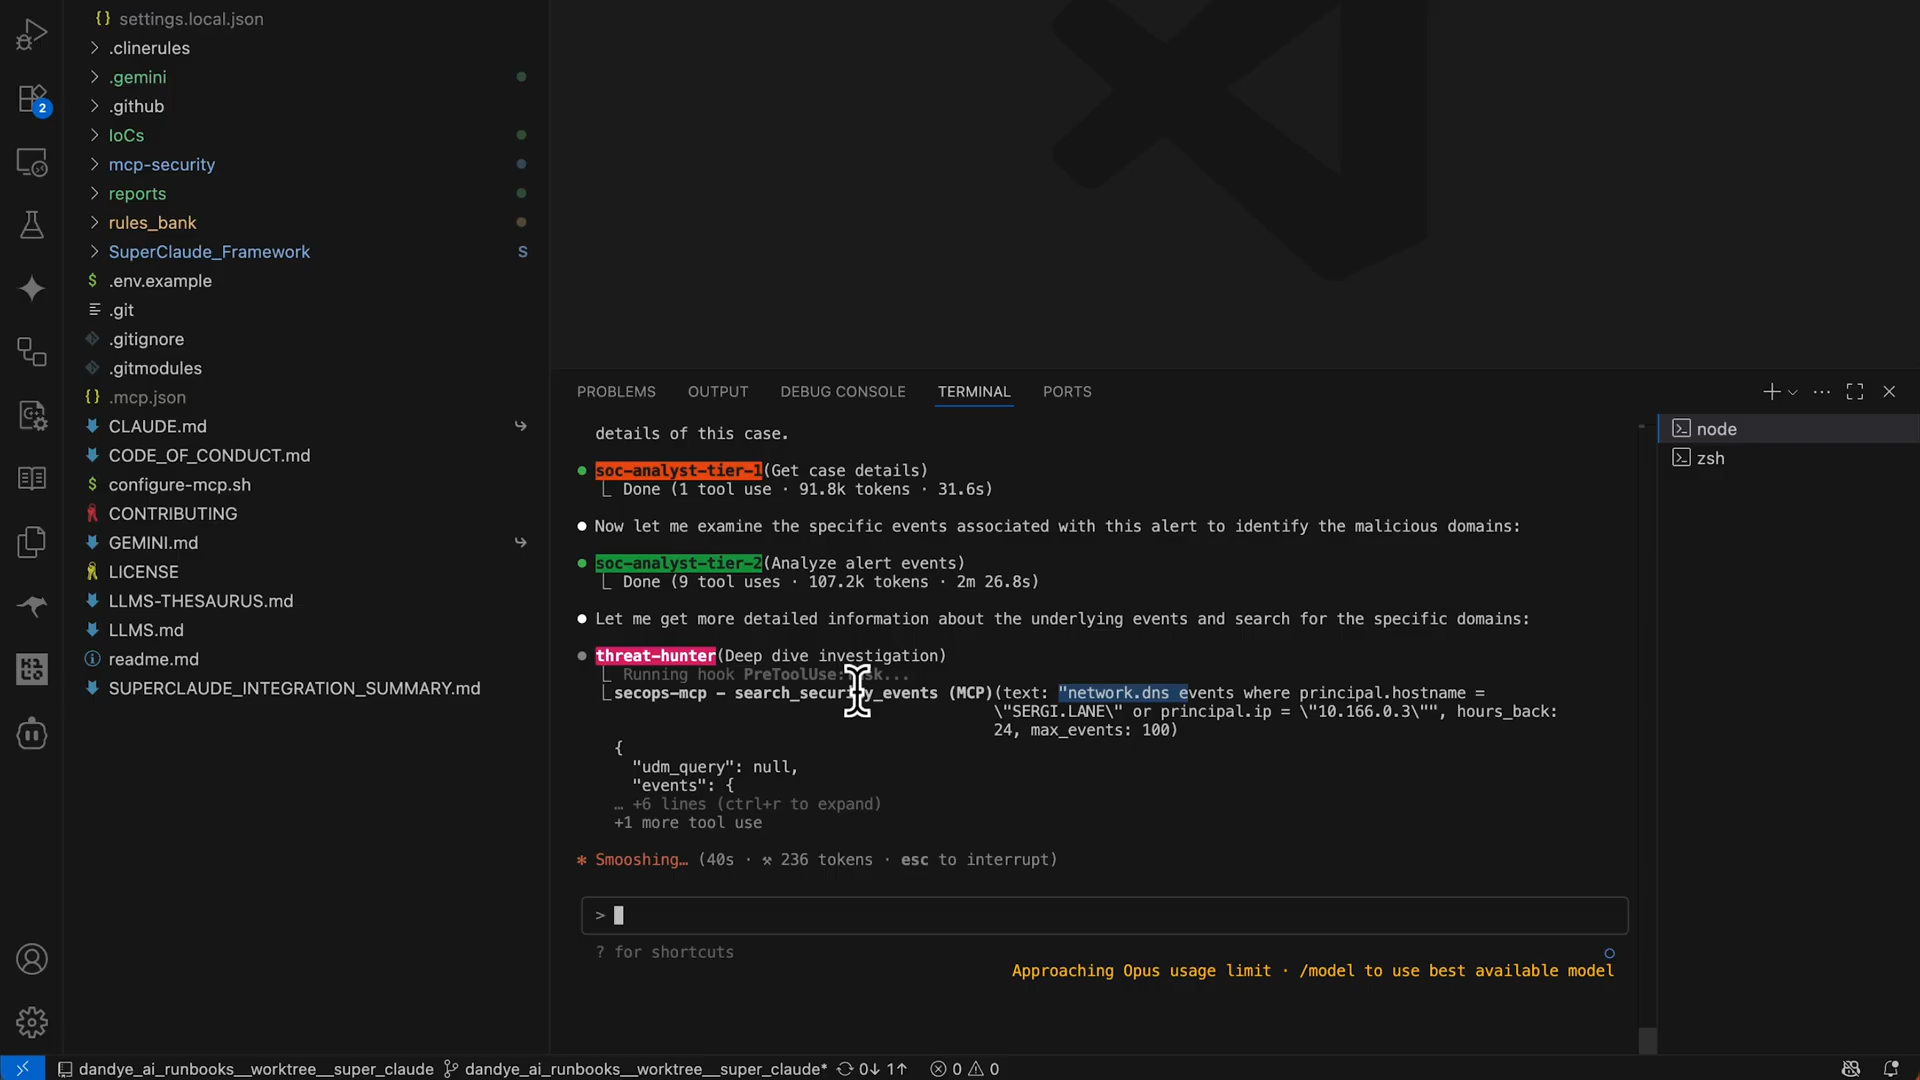 settings.local.json
.clinerules
.gemini
.github
IoCs
mcp-security
reports
rules_bank
SuperClaude_Framework S
.env.example
.git
.gitignore
.gitmodules
.mcp.json
CLAUDE.md
CODE_OF_CONDUCT.md
configure-mcp.sh
CONTRIBUTING
GEMINI.md
LICENSE
LLMS-THESAURUS.md
LLMS.md
readme.md
SUPERCLAUDE_INTEGRATION_SUMMARY.md
2
PROBLEMS OUTPUT DEBUG CONSOLE TERMINAL PORTS
details of this case.
soc-analyst-tier-1(Get case details)
Done (1 tool use · 91.8k tokens · 31.6s)
Now let me examine the specific events associated with this alert to identify the malicious domains:
soc-analyst-tier-2(Analyze alert events)
Done (9 tool uses · 107.2k tokens · 2m 26.8s)
Let me get more detailed information about the underlying events and search for the specific domains:
threat-hunter(Deep dive investigation)
Running hook PreToolUse:
secops-mcp - search_security_events (MCP)(text: "network.dns events where principal.hostname =
\"SERGI.LANE\" or principal.ip = \"10.166.0.3\"", hours_back:
24, max_events: 100)
{
"udm_query": null,
"events": {
… +6 lines (ctrl+r to expand)
+1 more tool use
* Smooshing… (40s · ⚒ 236 tokens · esc to interrupt)
>
? for shortcuts
Approaching Opus usage limit · /model to use best available model
node
zsh
dandye_ai_runbooks__worktree__super_claude dandye_ai_runbooks__worktree__super_claude* 0↓ 1↑ 0 0